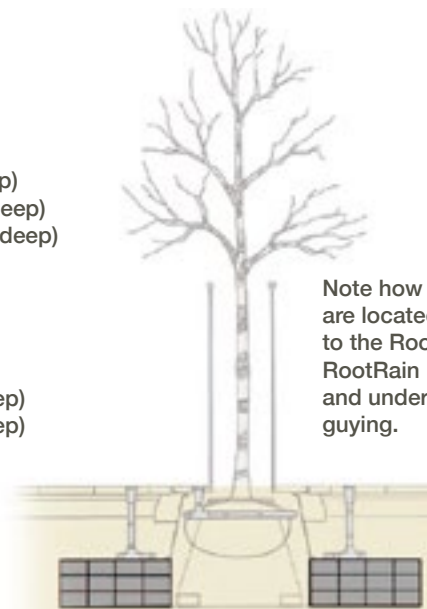 p)
eep)
deep)
Note how
are located
to the Roo
RootRain
and under
guying.
ep)
ep)